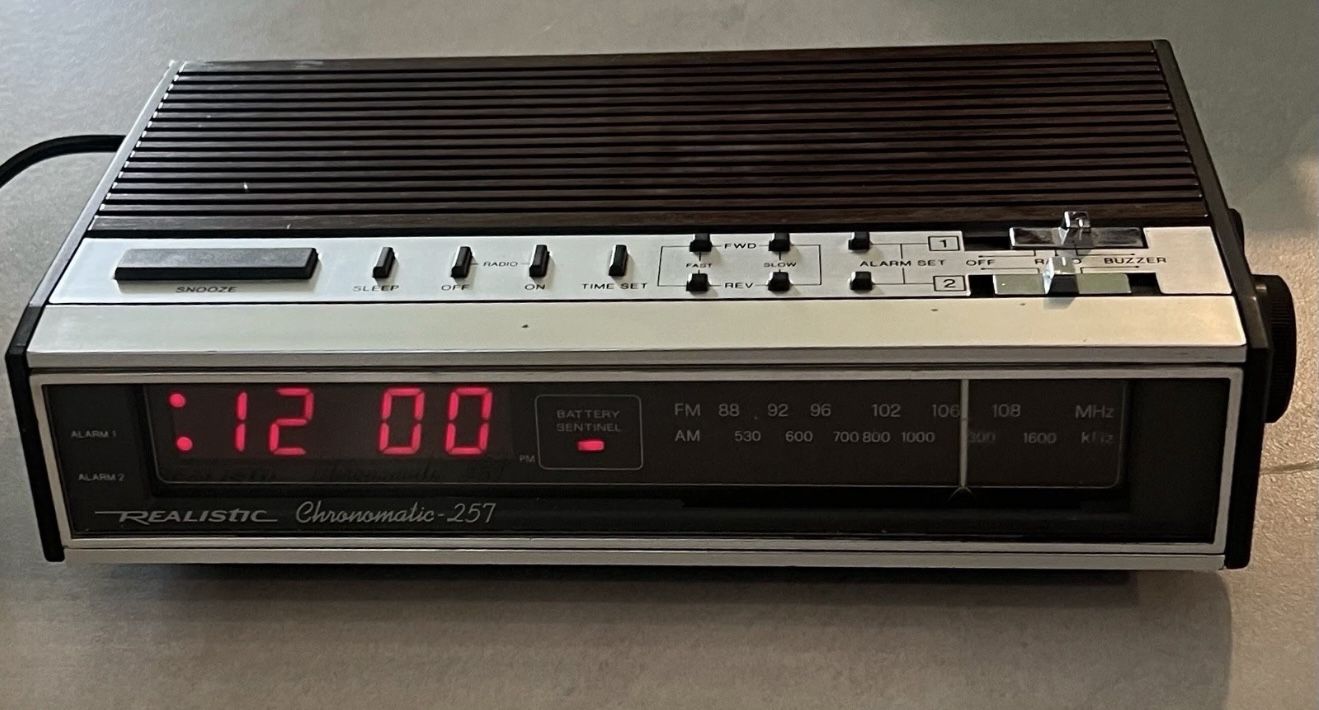 FWD 1
RADIO FAST SLOW ALARM SET OFF RADIO BUZZER
SNOOZE SLEEP OFF ON TIME SET REV 2
:12 00
BATTERY
SENTINEL
FM 88 92 96 102 106 108 MHz
ALARM 1
AM 530 600 700 800 1000 1600 kHz
PM
ALARM 2
REALISTIC Chronomatic-257